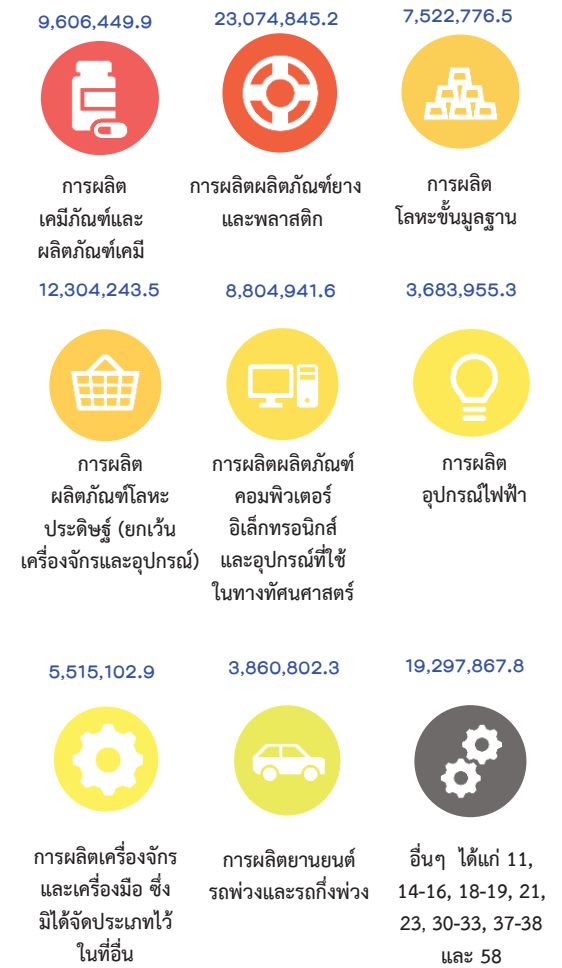 9,606,449.9
23,074,845.2
7,522,776.5
การผลิต
เคมีภัณฑ์และ
ผลิตภัณฑ์เคมี
การผลิตผลิตภัณฑ์ยาง
และพลาสติก
การผลิต
โลหะขั้นมูลฐาน
12,304,243.5
8,804,941.6
3,683,955.3
การผลิต
ผลิตภัณฑ์โลหะ
ประดิษฐ์ (ยกเว้น
เครื่องจักรและอุปกรณ์)
การผลิตผลิตภัณฑ์
คอมพิวเตอร์
อิเล็กทรอนิกส์
และอุปกรณ์ที่ใช้
ในทางทัศนศาสตร์
การผลิต
อุปกรณ์ไฟฟ้า
5,515,102.9
3,860,802.3
19,297,867.8
การผลิตเครื่องจักร
และเครื่องมือ ซึ่ง
มิได้จัดประเภทไว้
ในที่อื่น
การผลิตยานยนต์
รถพ่วงและรถกึ่งพ่วง
อื่นๆ ได้แก่ 11,
14-16, 18-19, 21,
23, 30-33, 37-38
และ 58